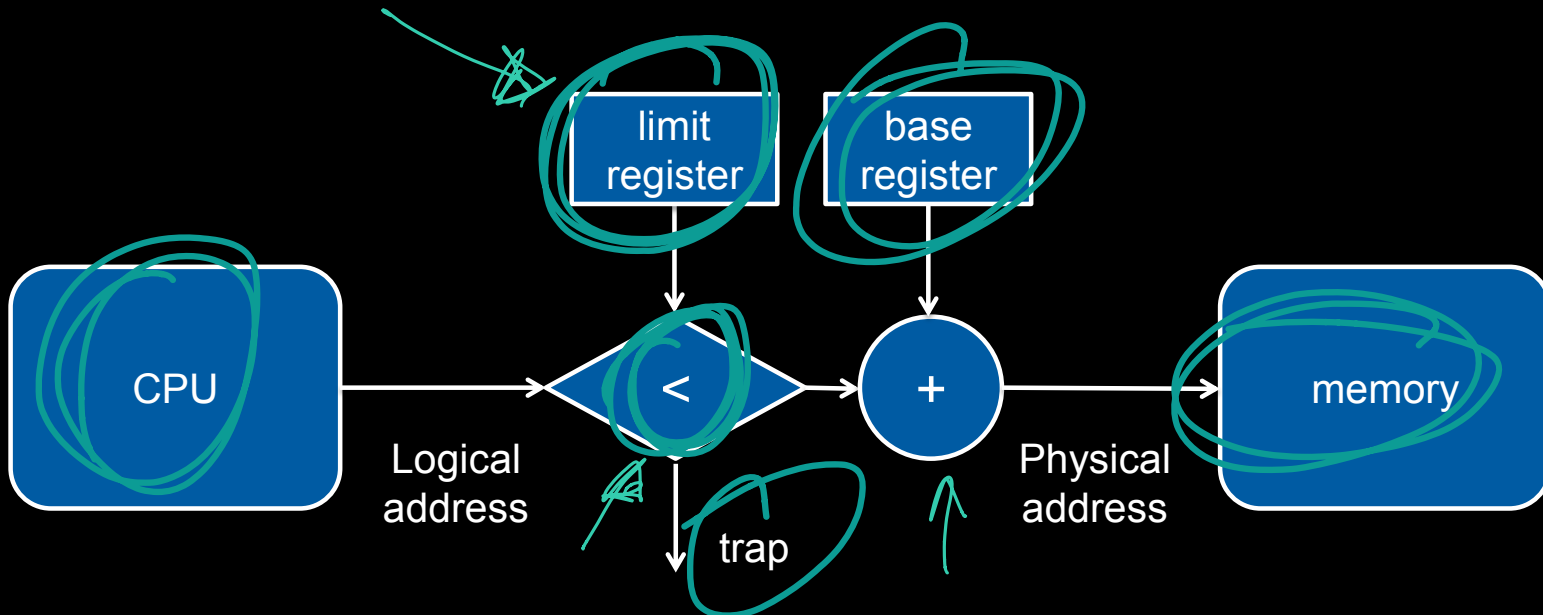 limit
register
base
register
CPU
<
+
memory
Logical
address
Physical
address
trap